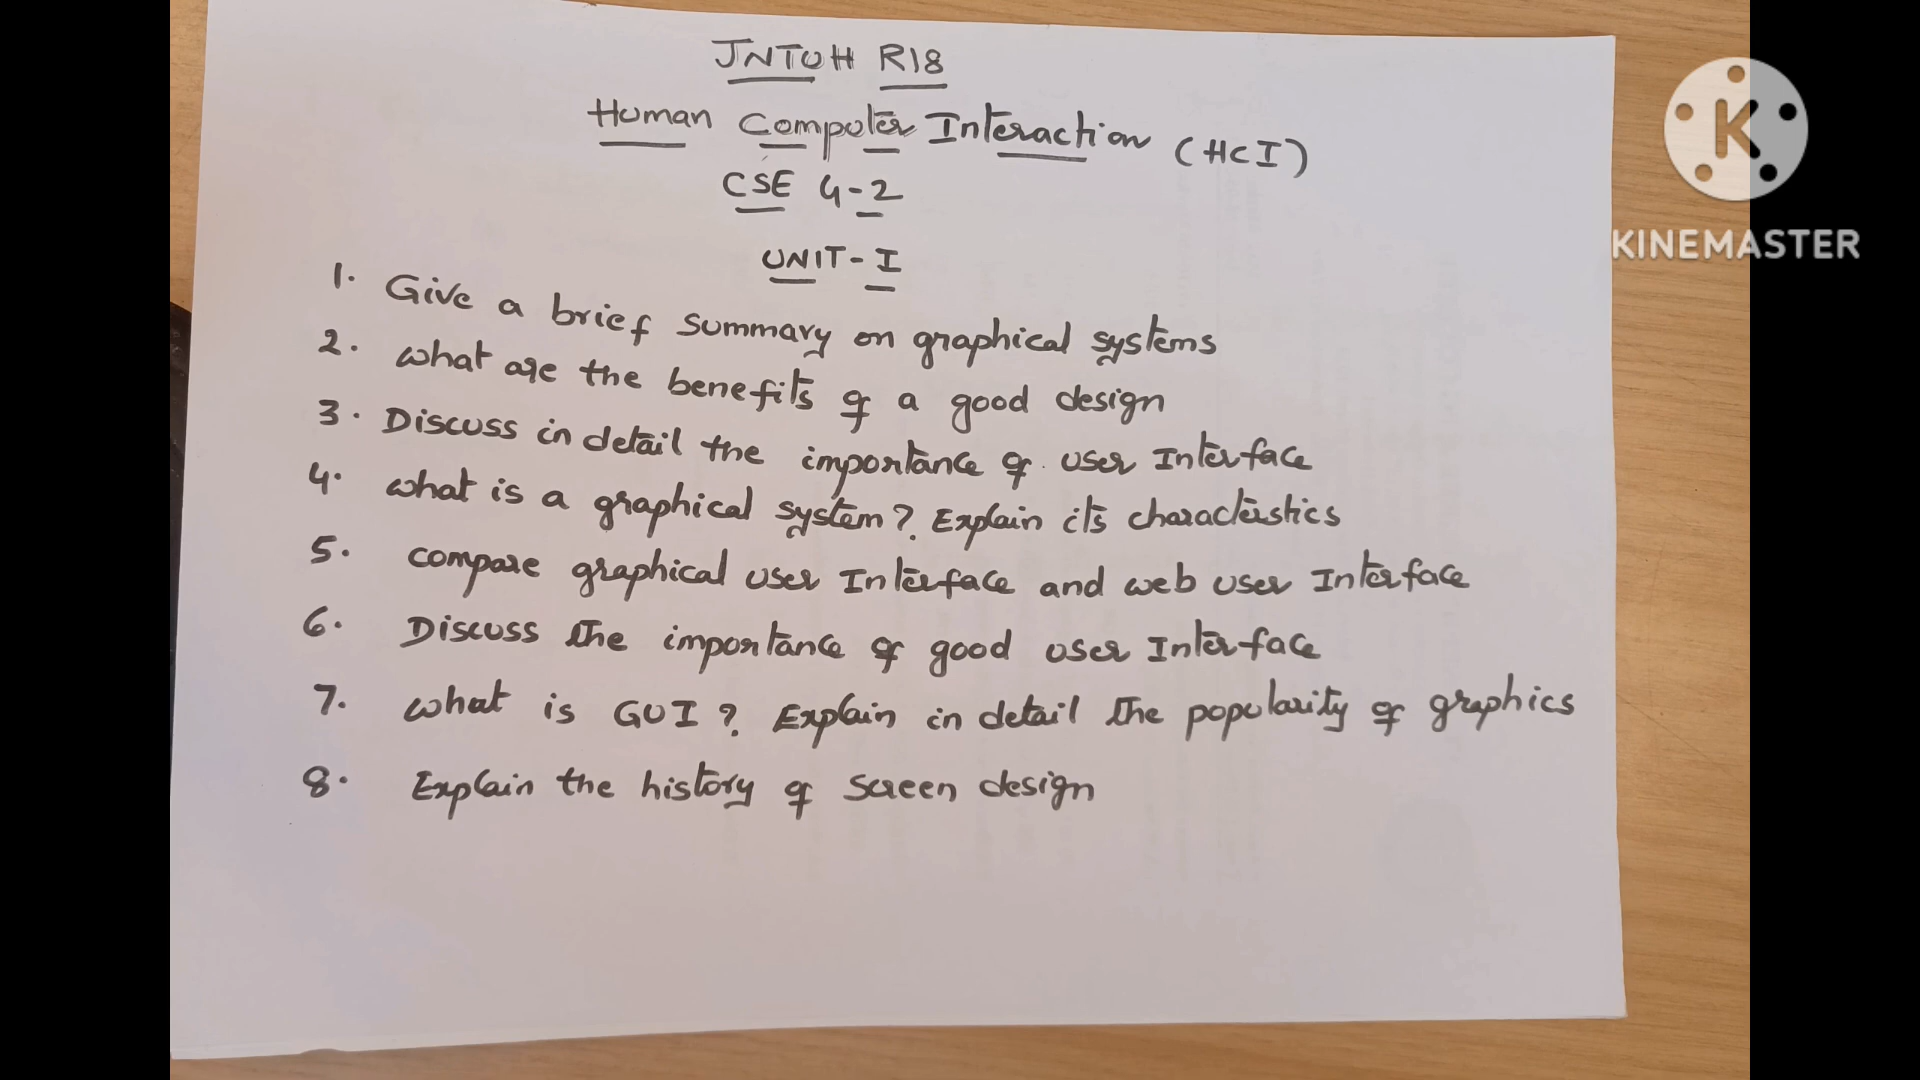 JNTUH R18
Human Computer Interaction (HCI)
CSE 4-2
UNIT-I
1. Give a brief summary on graphical systems
2. What are the benefits of a good design
3. Discuss in detail the importance of user Interface
4. What is a graphical system? Explain its characteristics
5. Compare graphical user Interface and web user Interface
6. Discuss the importance of good user Interface
7. What is GUI? Explain in detail the popularity of graphics
8. Explain the history of screen design
K
KINEMASTER